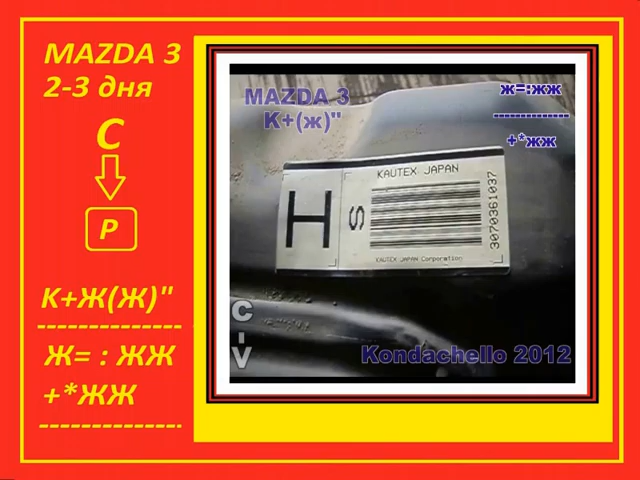 MAZDA 3
2-3 дня
С
Р
К+Ж(Ж)"
---------------
Ж= : ЖЖ
+*ЖЖ
---------------
MAZDA 3
К+(ж)"
ж=:жж
--------------
+*жж
KAUTEX JAPAN
H
S
3070361037
KAUTEX JAPAN Corporation
C
-
V
Kondachello 2012